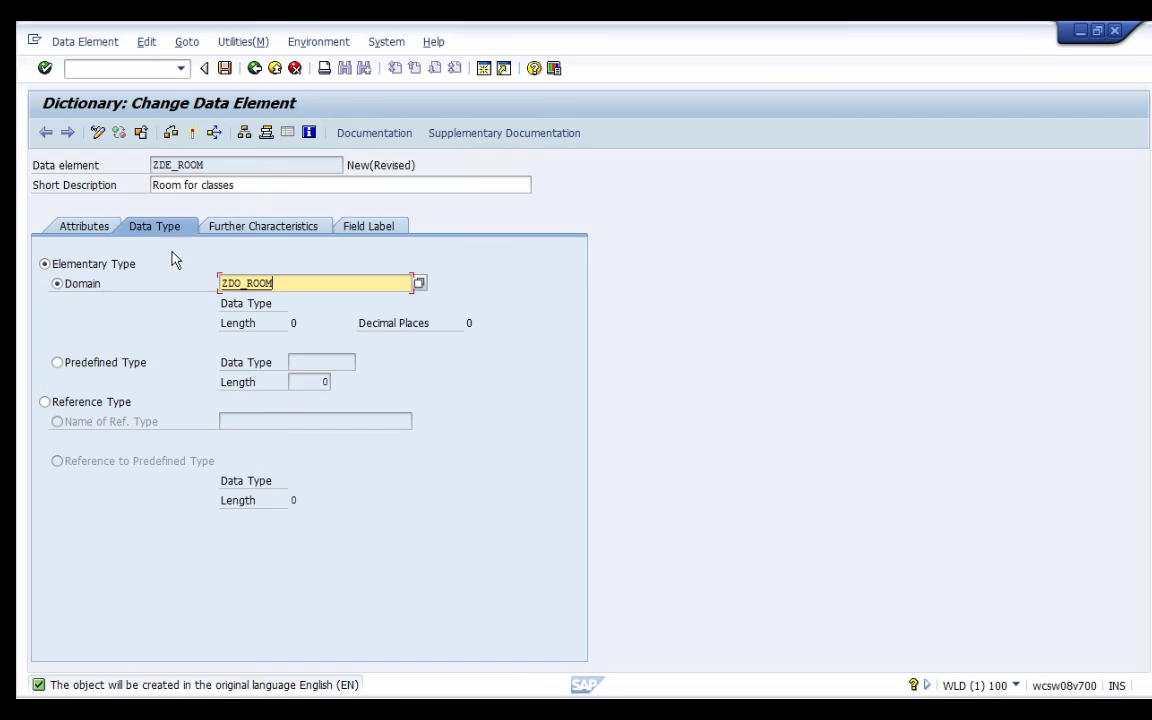 Data Element Edit Goto Utilities(M) Environment System Help
Dictionary: Change Data Element
Documentation Supplementary Documentation
Data element ZDE_ROOM New(Revised)
Short Description Room for classes
Attributes Data Type Further Characteristics Field Label
Elementary Type
Domain ZDO_ROOM
Data Type
Length 0 Decimal Places 0
Predefined Type Data Type
Length 0
Reference Type
Name of Ref. Type
Reference to Predefined Type
Data Type
Length 0
The object will be created in the original language English (EN) SAP WLD (1) 100 wcsw08v700 INS